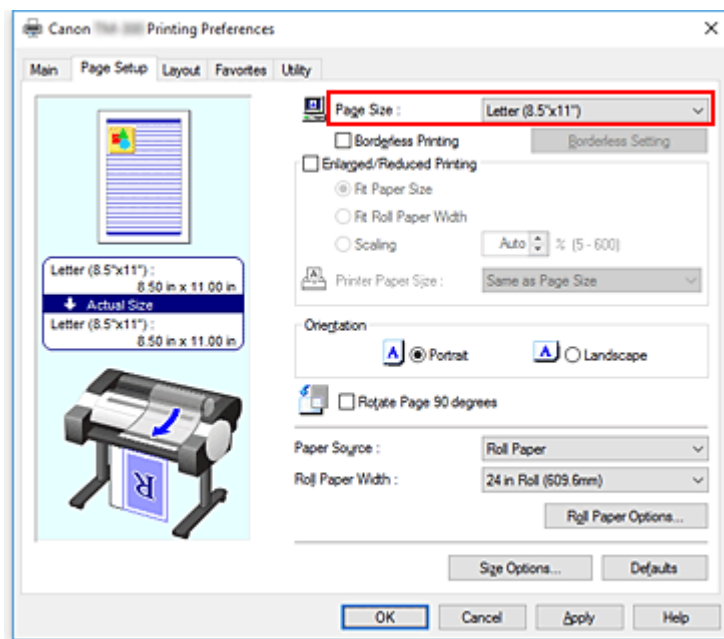 Canon Printing Preferences
Main Page Setup Layout Favorites Utility
Page Size : Letter (8.5"x11")
Borderless Printing Borderless Setting
Enlarged/Reduced Printing
Fit Paper Size
Fit Roll Paper Width
Scaling Auto % (5 - 600)
Printer Paper Size : Same as Page Size
Letter (8.5"x11") :
8.50 in x 11.00 in
Actual Size
Letter (8.5"x11") :
8.50 in x 11.00 in
Orientation
A Portrait A Landscape
Rotate Page 90 degrees
Paper Source : Roll Paper
Roll Paper Width : 24 in Roll (609.6mm)
Roll Paper Options...
R
Size Options... Defaults
OK Cancel Apply Help